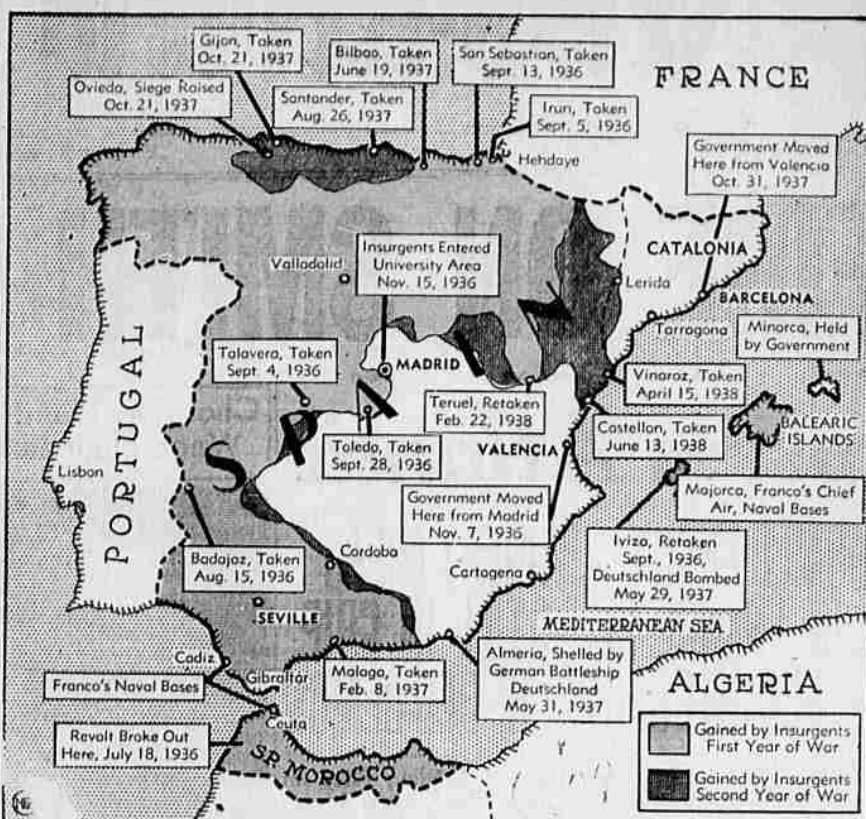 Gijon, Taken
Oct. 21, 1937
Bilbao, Taken
June 19, 1937
San Sebastian, Taken
Sept. 13, 1936
FRANCE
Oviedo, Siege Raised
Oct. 21, 1937
Santander, Taken
Aug. 26, 1937
Irun, Taken
Sept. 5, 1936
Hehdaye
Government Moved
Here from Valencia
Oct. 31, 1937
Valladolid
Insurgents Entered
University Area
Nov. 15, 1936
CATALONIA
Lerida
BARCELONA
Tarragona
Minorca, Held
by Government
PORTUGAL
SPAIN
Talavera, Taken
Sept. 4, 1936
MADRID
Teruel, Retaken
Feb. 22, 1938
Vinaroz, Taken
April 15, 1938
BALEARIC
ISLANDS
Toledo, Taken
Sept. 28, 1936
VALENCIA
Castellon, Taken
June 13, 1938
Lisbon
Government Moved
Here from Madrid
Nov. 7, 1936
Majorca, Franco's Chief
Air, Naval Bases
Badajoz, Taken
Aug. 15, 1936
Cordoba
Cartagena
Iviza, Retaken
Sept., 1936,
Deutschland Bombed
May 29, 1937
SEVILLE
MEDITERRANEAN SEA
Cadiz
Gibraltar
Malaga, Taken
Feb. 8, 1937
Almeria, Shelled by
German Battleship
Deutschland
May 31, 1937
ALGERIA
Franco's Naval Bases
Ceuta
Revolt Broke Out
Here, July 18, 1936
SP. MOROCCO
Gained by Insurgents
First Year of War
Gained by Insurgents
Second Year of War